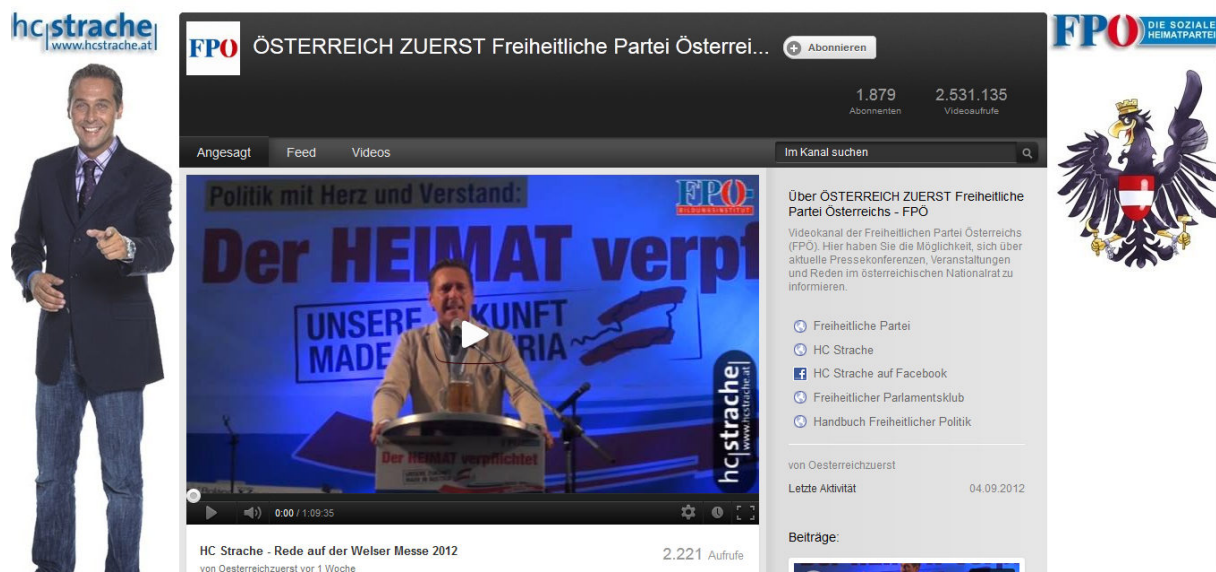 hc|strache|
www.hcstrache.at
FPÖ
ÖSTERREICH ZUERST Freiheitliche Partei Österrei...
Abonnieren
1.879
Abonnenten
2.531.135
Videoaufrufe
FPÖ
DIE SOZIALE
HEIMATPARTEI
Angesagt
Feed
Videos
Im Kanal suchen
Politik mit Herz und Verstand:
FPÖ
BILDUNGSINSTITUT
Der HEIMAT verpf
UNSERE ZUKUNFT
MADE IN AUSTRIA
Der HEIMAT verpflichtet
hc|strache|
www.hcstrache.at
0:00 / 1:09:35
HC Strache - Rede auf der Welser Messe 2012
von Oesterreichzuerst vor 1 Woche
2.221 Aufrufe
Über ÖSTERREICH ZUERST Freiheitliche
Partei Österreichs - FPÖ
Videokanal der Freiheitlichen Partei Österreichs
(FPÖ). Hier haben Sie die Möglichkeit, sich über
aktuelle Pressekonferenzen, Veranstaltungen
und Reden im österreichischen Nationalrat zu
informieren.
Freiheitliche Partei
HC Strache
HC Strache auf Facebook
Freiheitlicher Parlamentsklub
Handbuch Freiheitlicher Politik
von Oesterreichzuerst
Letzte Aktivität
04.09.2012
Beiträge: